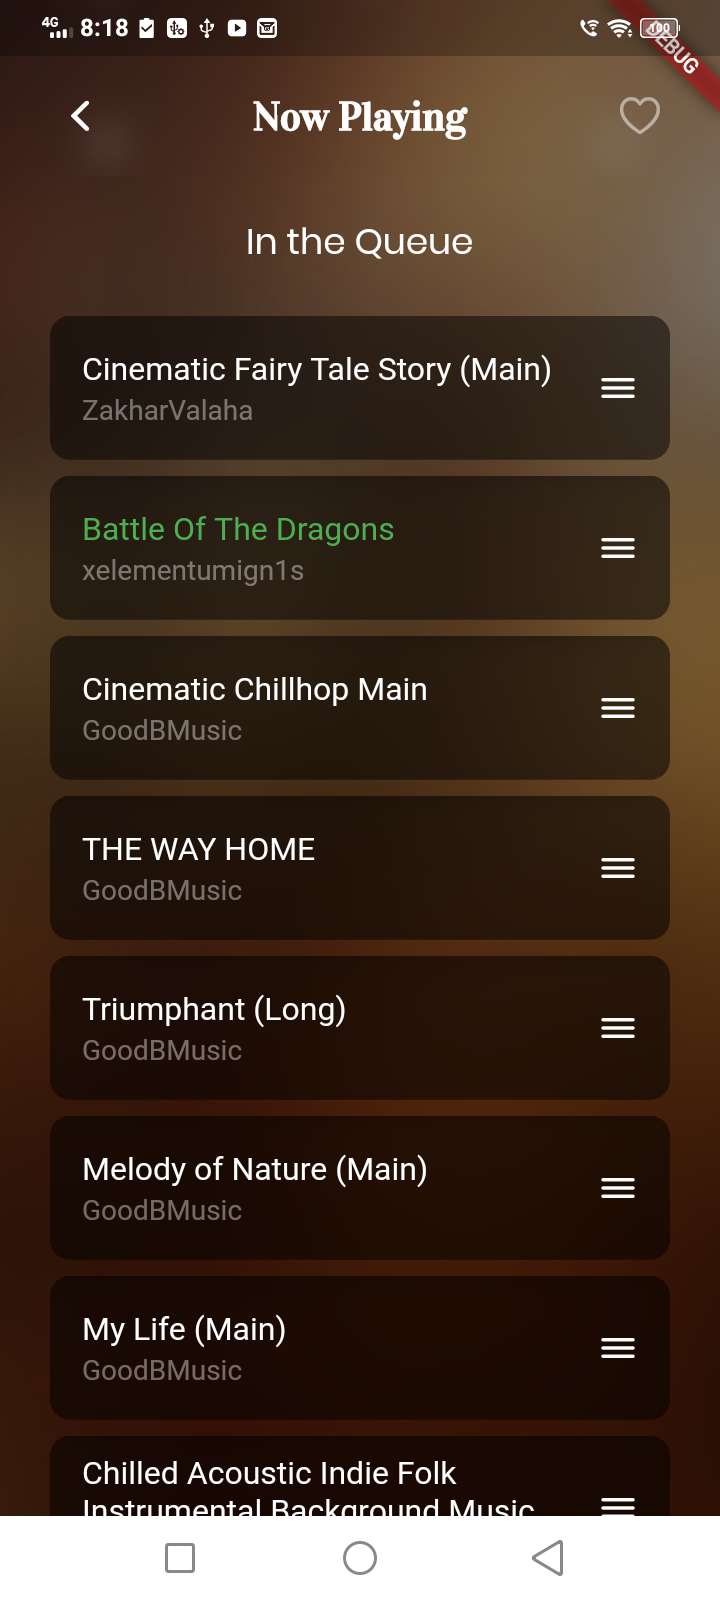 4G 8:18 100
DEBUG
Now Playing
In the Queue
Cinematic Fairy Tale Story (Main)
ZakharValaha
Battle Of The Dragons
xelementumign1s
Cinematic Chillhop Main
GoodBMusic
THE WAY HOME
GoodBMusic
Triumphant (Long)
GoodBMusic
Melody of Nature (Main)
GoodBMusic
My Life (Main)
GoodBMusic
Chilled Acoustic Indie Folk
Instrumental Background Music